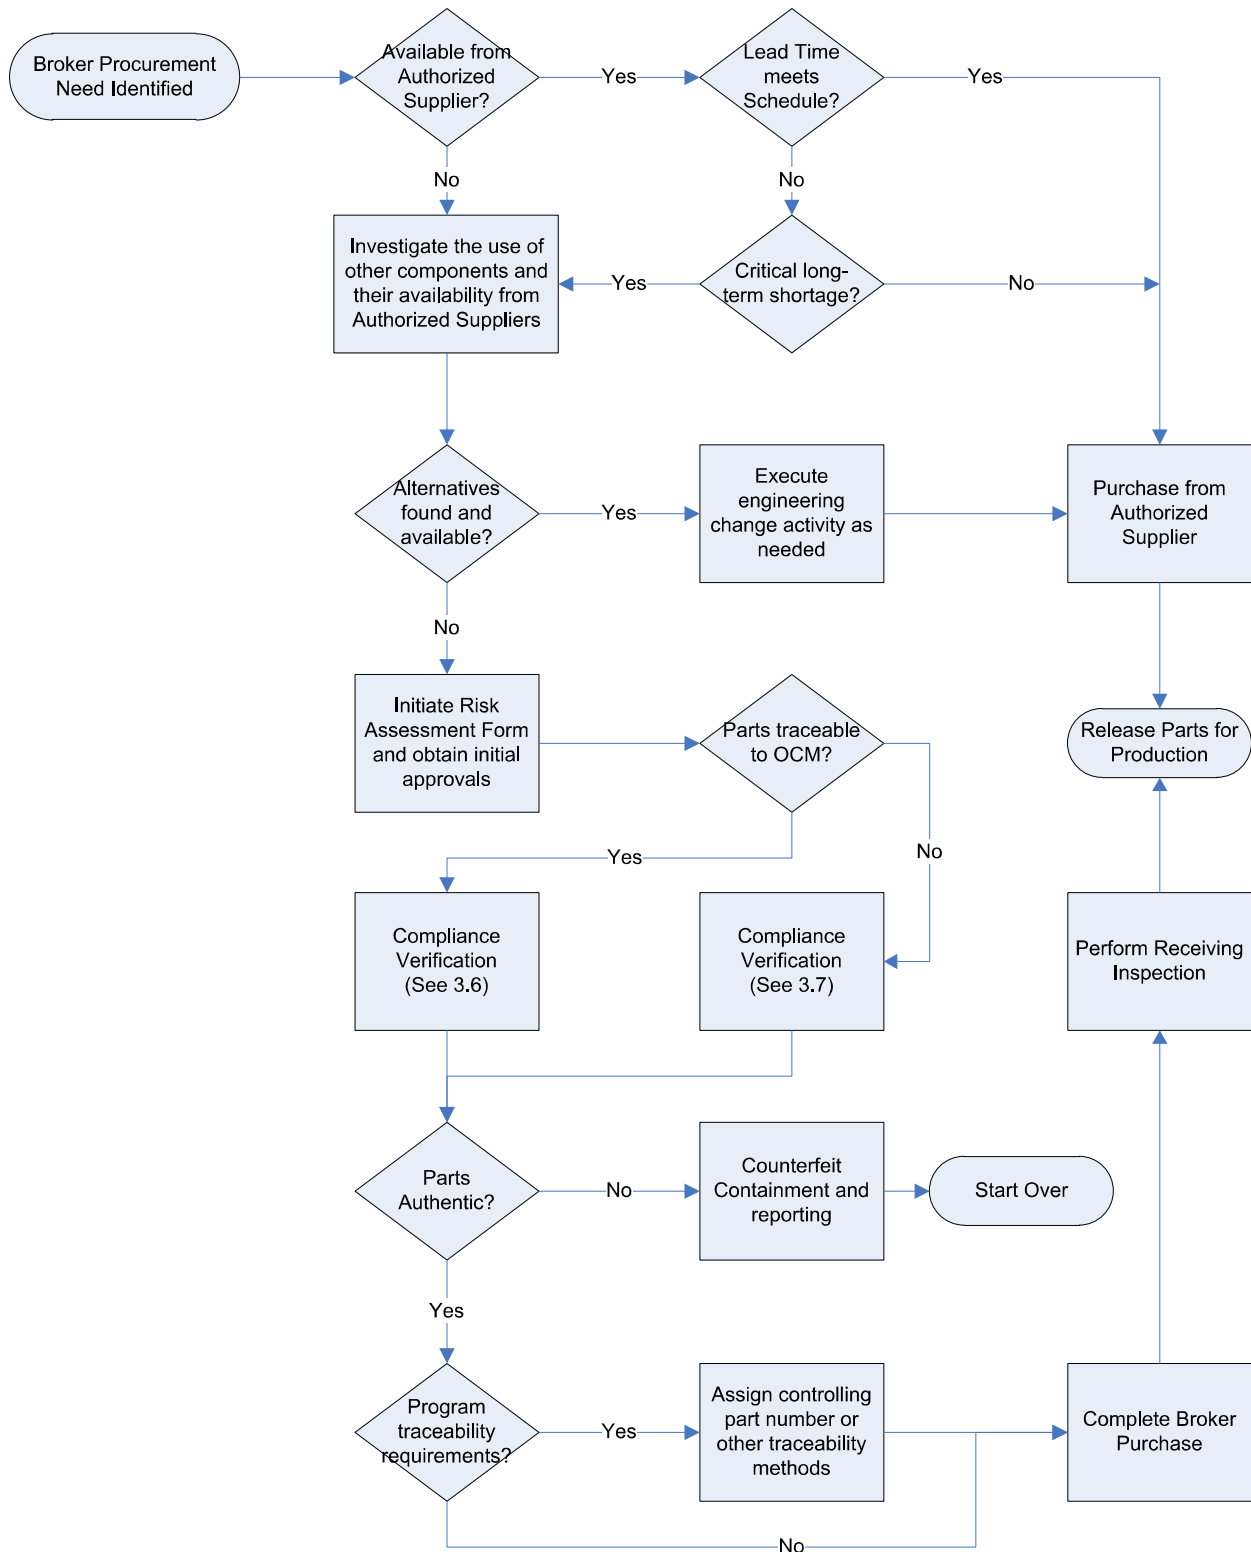 Broker Procurement
Need Identified
Available from
Authorized
Supplier?
Yes
Lead Time
meets
Schedule?
Yes
No
No
Investigate the use of
other components and
their availability from
Authorized Suppliers
Yes
Critical long-
term shortage?
No
Alternatives
found and
available?
Yes
Execute
engineering
change activity as
needed
Purchase from
Authorized
Supplier
No
Initiate Risk
Assessment Form
and obtain initial
approvals
Parts traceable
to OCM?
Release Parts for
Production
Yes
No
Compliance
Verification
(See 3.6)
Compliance
Verification
(See 3.7)
Perform Receiving
Inspection
Parts
Authentic?
No
Counterfeit
Containment and
reporting
Start Over
Yes
Program
traceability
requirements?
Yes
Assign controlling
part number or
other traceability
methods
Complete Broker
Purchase
No